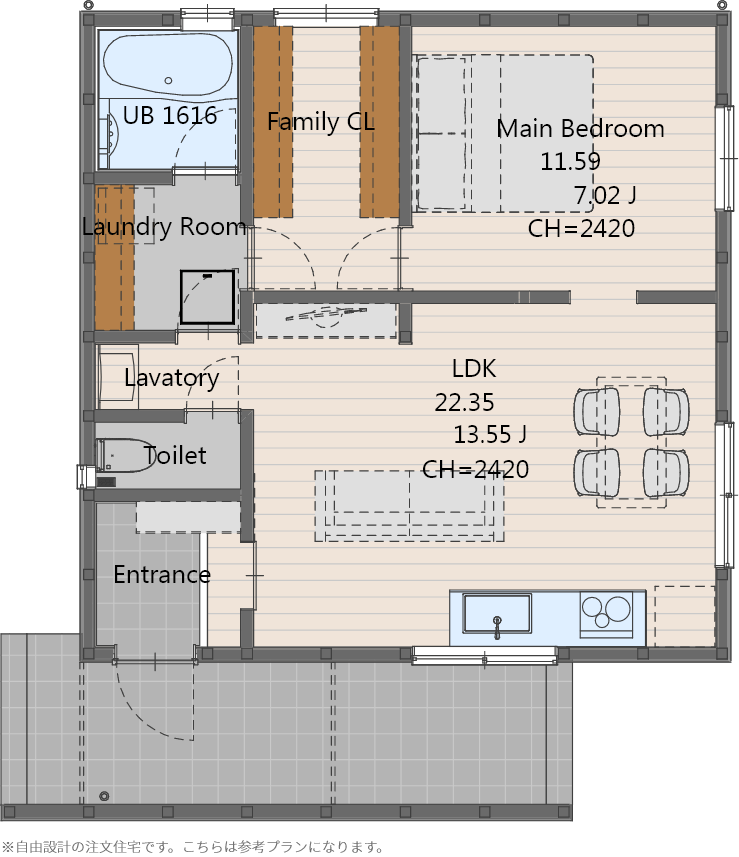 UB 1616
Family CL
Main Bedroom
11.59
7.02 J
CH=2420
Laundry Room
LDK
22.35
13.55 J
CH=2420
Lavatory
Toilet
Entrance
※自由設計の注文住宅です。こちらは参考プランになります。